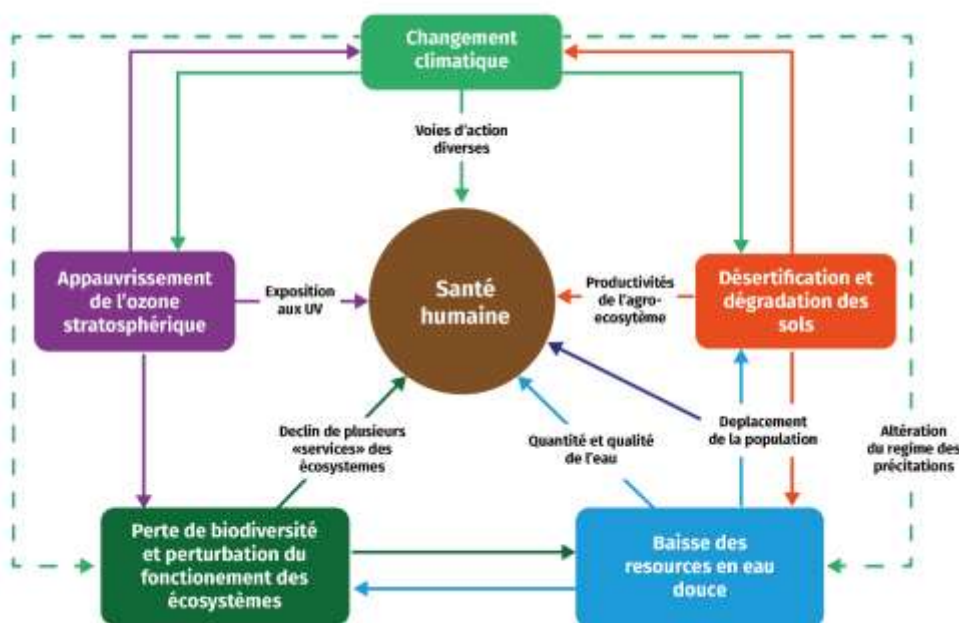 Changement
climatique
Voies d'action
diverses
Appauvrissement
de l'ozone
stratosphérique
Exposition
aux UV
Santé
humaine
Productivités
de l'agro-
ecosytème
Désertification et
dégradation des
sols
Declin de plusieurs
«services» des
écosystemes
Quantité et qualité
de l'eau
Deplacement
de la population
Altération
du regime des
précitations
Perte de biodiversité
et perturbation du
fonctionement des
écosystèmes
Baisse des
resources en eau
douce